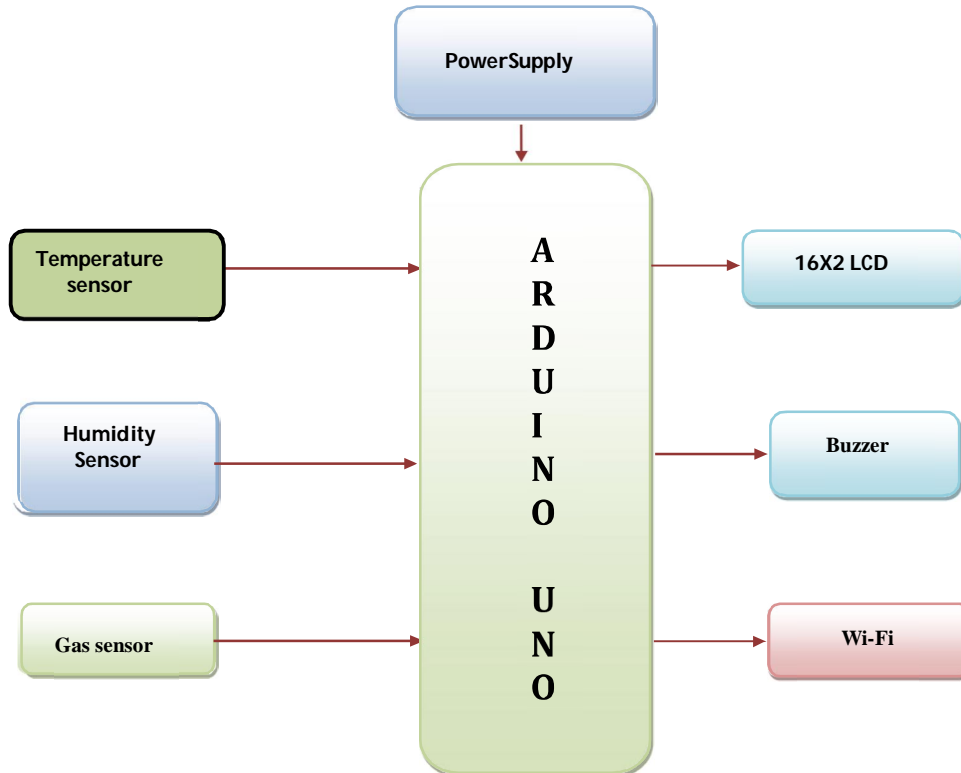 PowerSupply
Temperature
sensor
Humidity
Sensor
Gas sensor
A
R
D
U
I
N
O
U
N
O
16X2 LCD
Buzzer
Wi-Fi